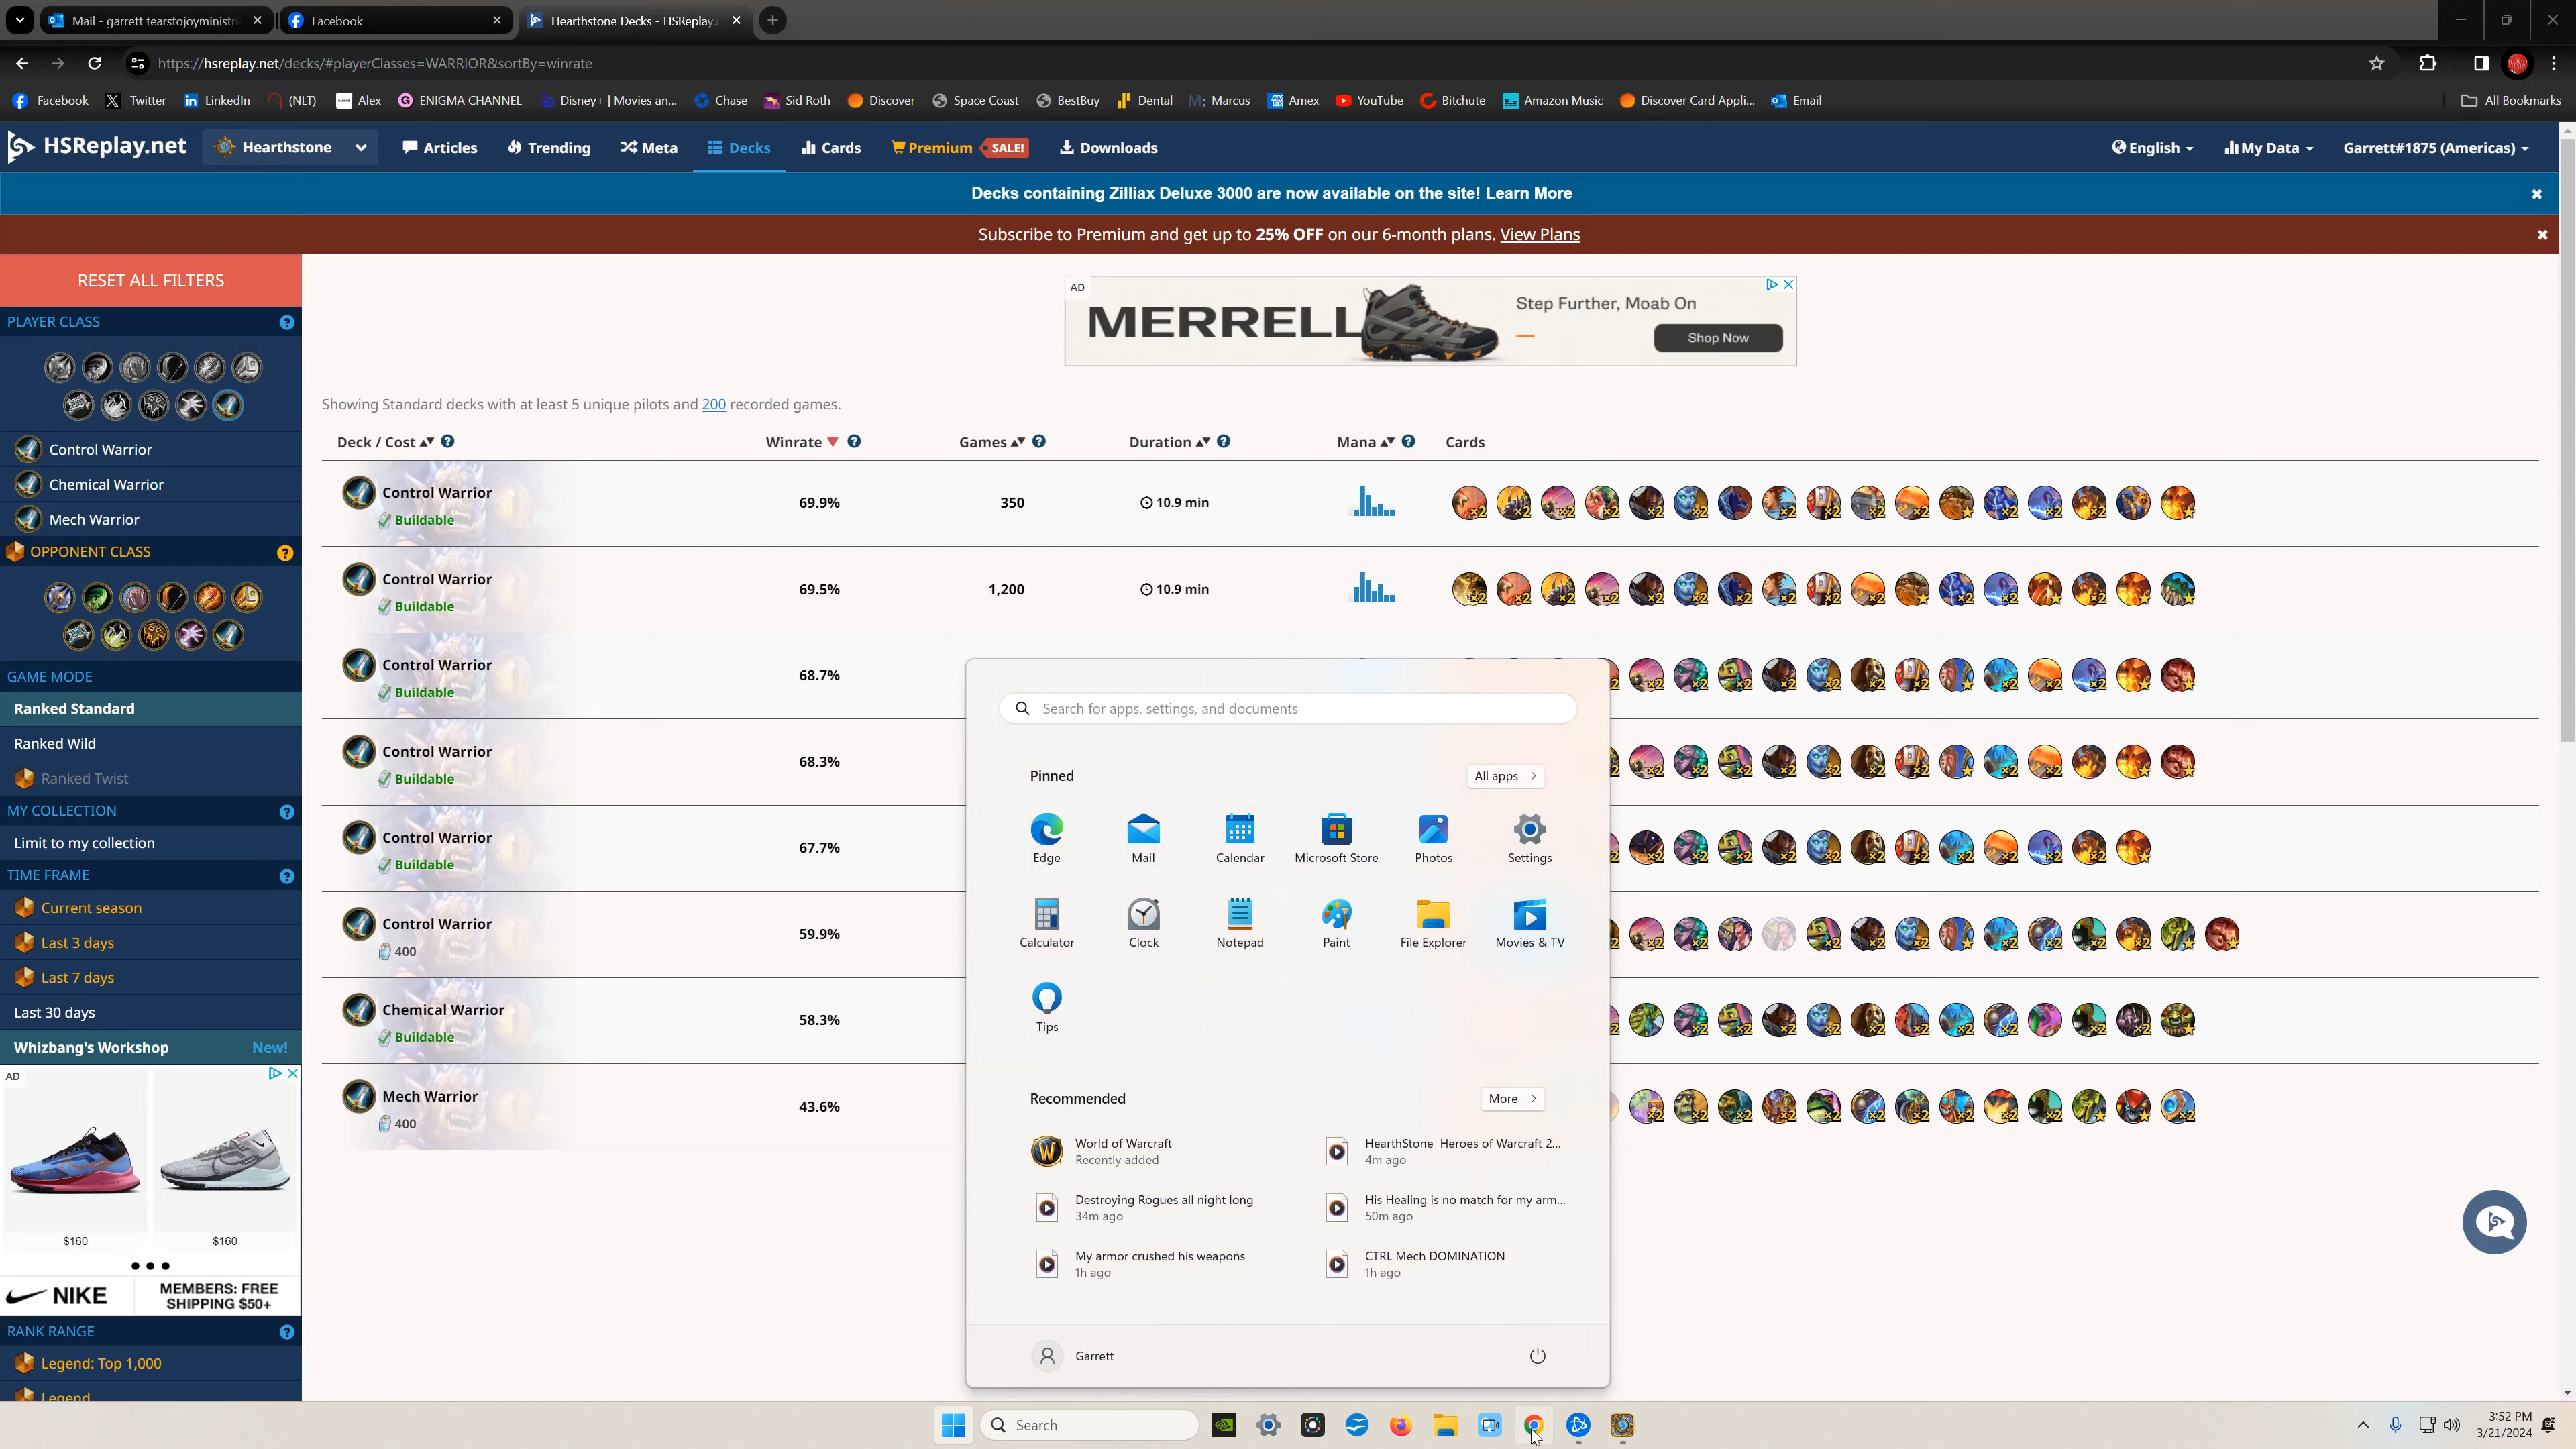 Mail - garrett tearstojoyministri
Facebook
Hearthstone Decks - HSReplay.n
https://hsreplay.net/decks/#playerClasses=WARRIOR&sortBy=winrate
Facebook Twitter LinkedIn (NLT) Alex ENIGMA CHANNEL Disney+ | Movies an... Chase Sid Roth Discover Space Coast BestBuy Dental Marcus Amex YouTube Bitchute Amazon Music Discover Card Appli... Email All Bookmarks
HSReplay.net Hearthstone Articles Trending Meta Decks Cards Premium SALE! Downloads English My Data Garrett#1875 (Americas)
Decks containing Zilliax Deluxe 3000 are now available on the site! Learn More
Subscribe to Premium and get up to 25% OFF on our 6-month plans. View Plans
RESET ALL FILTERS
PLAYER CLASS
Control Warrior
Chemical Warrior
Mech Warrior
OPPONENT CLASS
GAME MODE
Ranked Standard
Ranked Wild
Ranked Twist
MY COLLECTION
Limit to my collection
TIME FRAME
Current season
Last 3 days
Last 7 days
Last 30 days
Whizbang's Workshop New!
AD
$160 $160
NIKE MEMBERS: FREE
SHIPPING $50+
RANK RANGE
Legend: Top 1,000
Legend
AD
MERRELL
Step Further, Moab On
Shop Now
Showing Standard decks with at least 5 unique pilots and 200 recorded games.
Deck / Cost Winrate Games Duration Mana Cards
Control Warrior
Buildable
69.9% 350 10.9 min
Control Warrior
Buildable
69.5% 1,200 10.9 min
Control Warrior
Buildable
68.7%
Control Warrior
Buildable
68.3%
Control Warrior
Buildable
67.7%
Control Warrior
400
59.9%
Chemical Warrior
Buildable
58.3%
Mech Warrior
400
43.6%
Search for apps, settings, and documents
Pinned All apps
Edge Mail Calendar Microsoft Store Photos Settings
Calculator Clock Notepad Paint File Explorer Movies & TV
Tips
Recommended More
World of Warcraft
Recently added
HearthStone Heroes of Warcraft 2...
4m ago
Destroying Rogues all night long
34m ago
His Healing is no match for my arm...
50m ago
My armor crushed his weapons
1h ago
CTRL Mech DOMINATION
1h ago
Garrett
Search
3:52 PM
3/21/2024